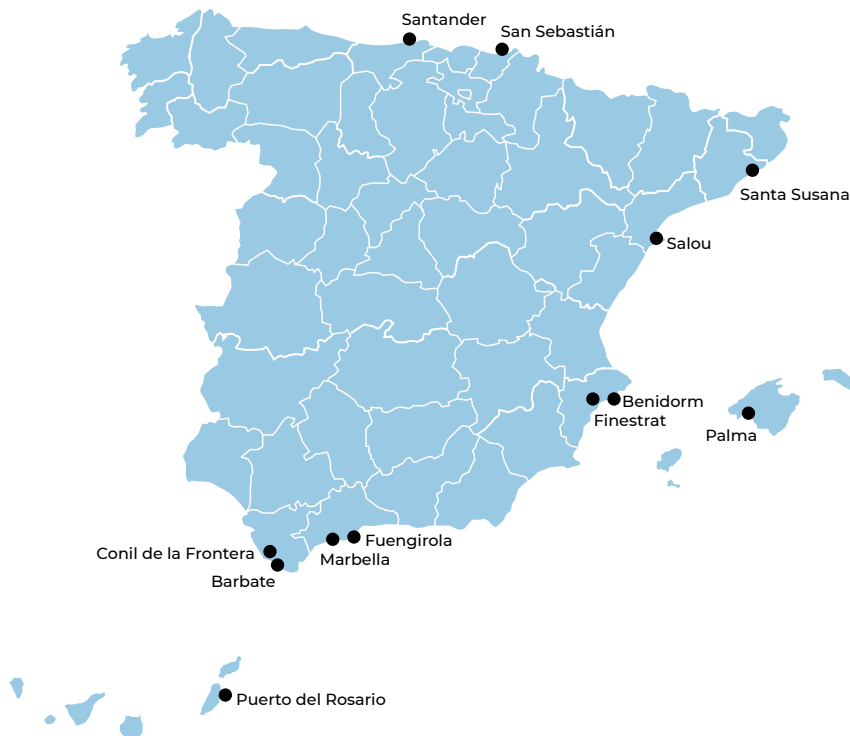 Santander
San Sebastián
Santa Susana
Salou
Benidorm
Finestrat
Palma
Fuengirola
Conil de la Frontera
Marbella
Barbate
Puerto del Rosario